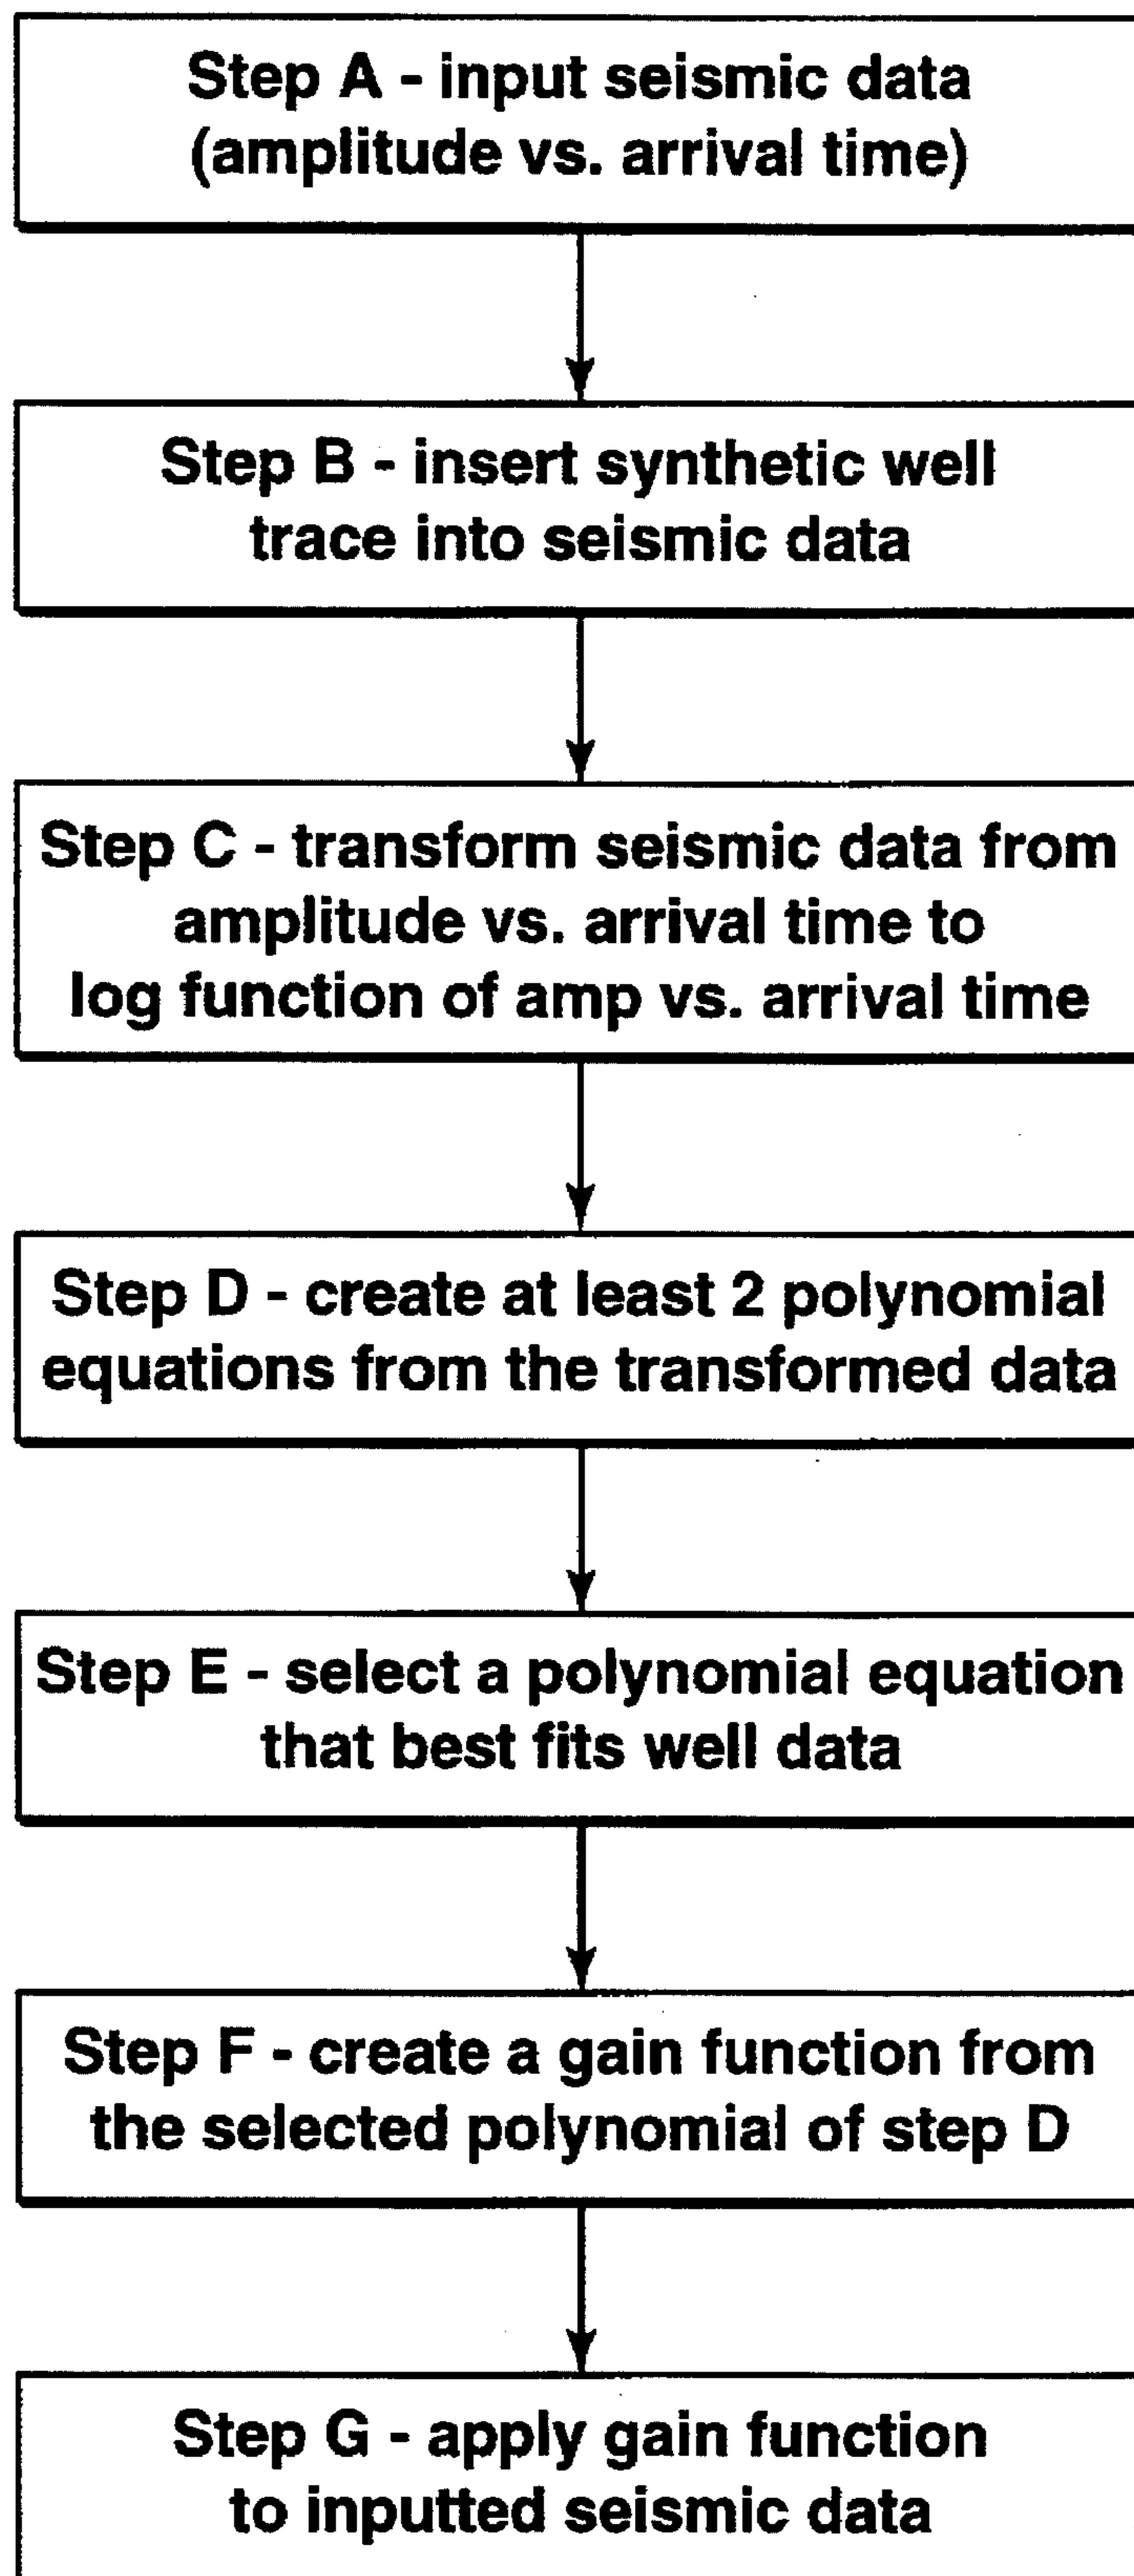 Step A - input seismic data
(amplitude vs. arrival time)
Step B - insert synthetic well
trace into seismic data
Step C - transform seismic data from
amplitude vs. arrival time to
log function of amp vs. arrival time
Step D - create at least 2 polynomial
equations from the transformed data
Step E - select a polynomial equation
that best fits well data
Step F - create a gain function from
the selected polynomial of step D
Step G - apply gain function
to inputted seismic data